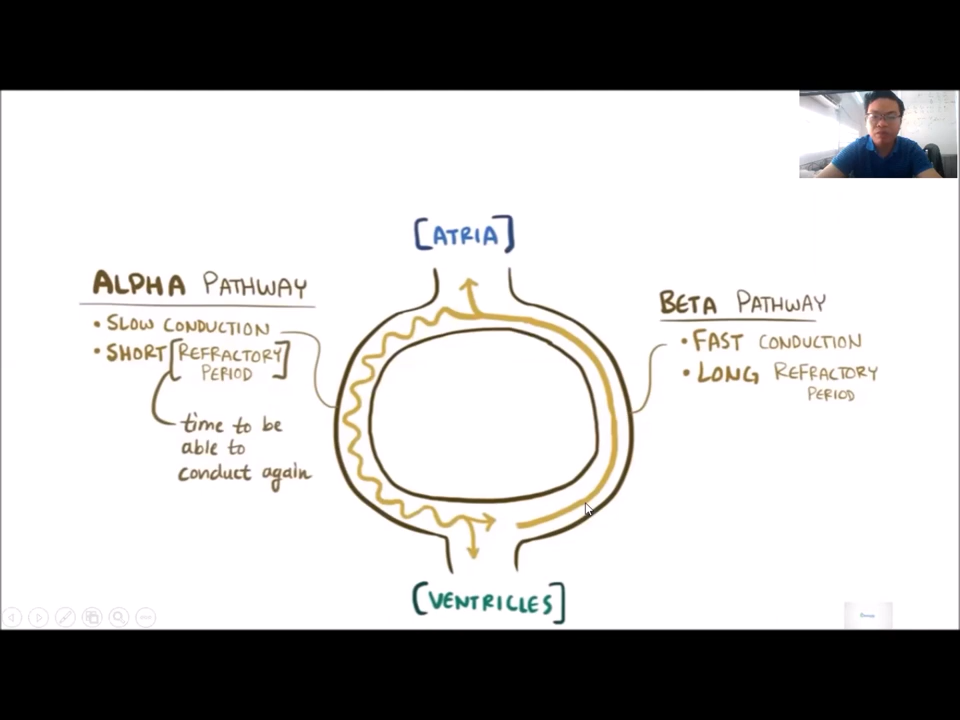 [ATRIA]
ALPHA PATHWAY
• SLOW CONDUCTION
• SHORT [REFRACTORY
PERIOD]
time to be
able to
conduct again
BETA PATHWAY
• FAST CONDUCTION
• LONG REFRACTORY
PERIOD
[VENTRICLES]